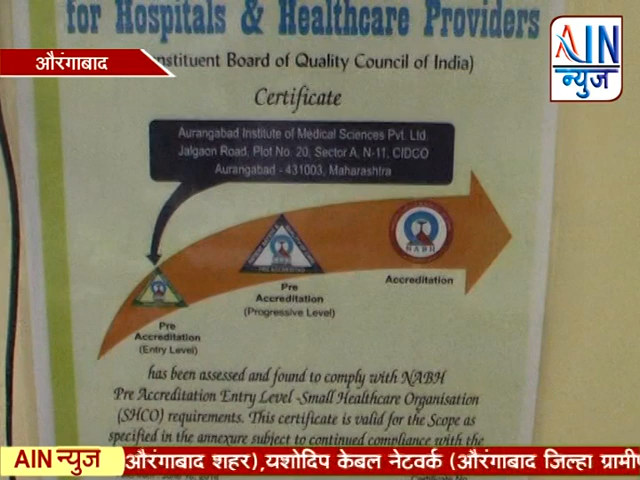 for Hospitals & Healthcare Providers
AIN
न्युज
औरंगाबाद
nstituent Board of Quality Council of India)
Certificate
Aurangabad Institute of Medical Sciences Pvt. Ltd.
Jalgaon Road, Plot No. 20, Sector A, N-11, CIDCO
Aurangabad - 431003, Maharashtra
NABH
Accreditation
PRE ACCREDITATION
Pre
Accreditation
(Progressive Level)
Pre
Accreditation
(Entry Level)
has been assessed and found to comply with NABH
Pre Accreditation Entry Level -Small Healthcare Organisation
(SHCO) requirements. This certificate is valid for the Scope as
specified in the annexure subject to continued compliance with the
AIN न्युज
औरंगाबाद शहर),यशोदिप केबल नेटवर्क (औरंगाबाद जिल्हा ग्रामीण